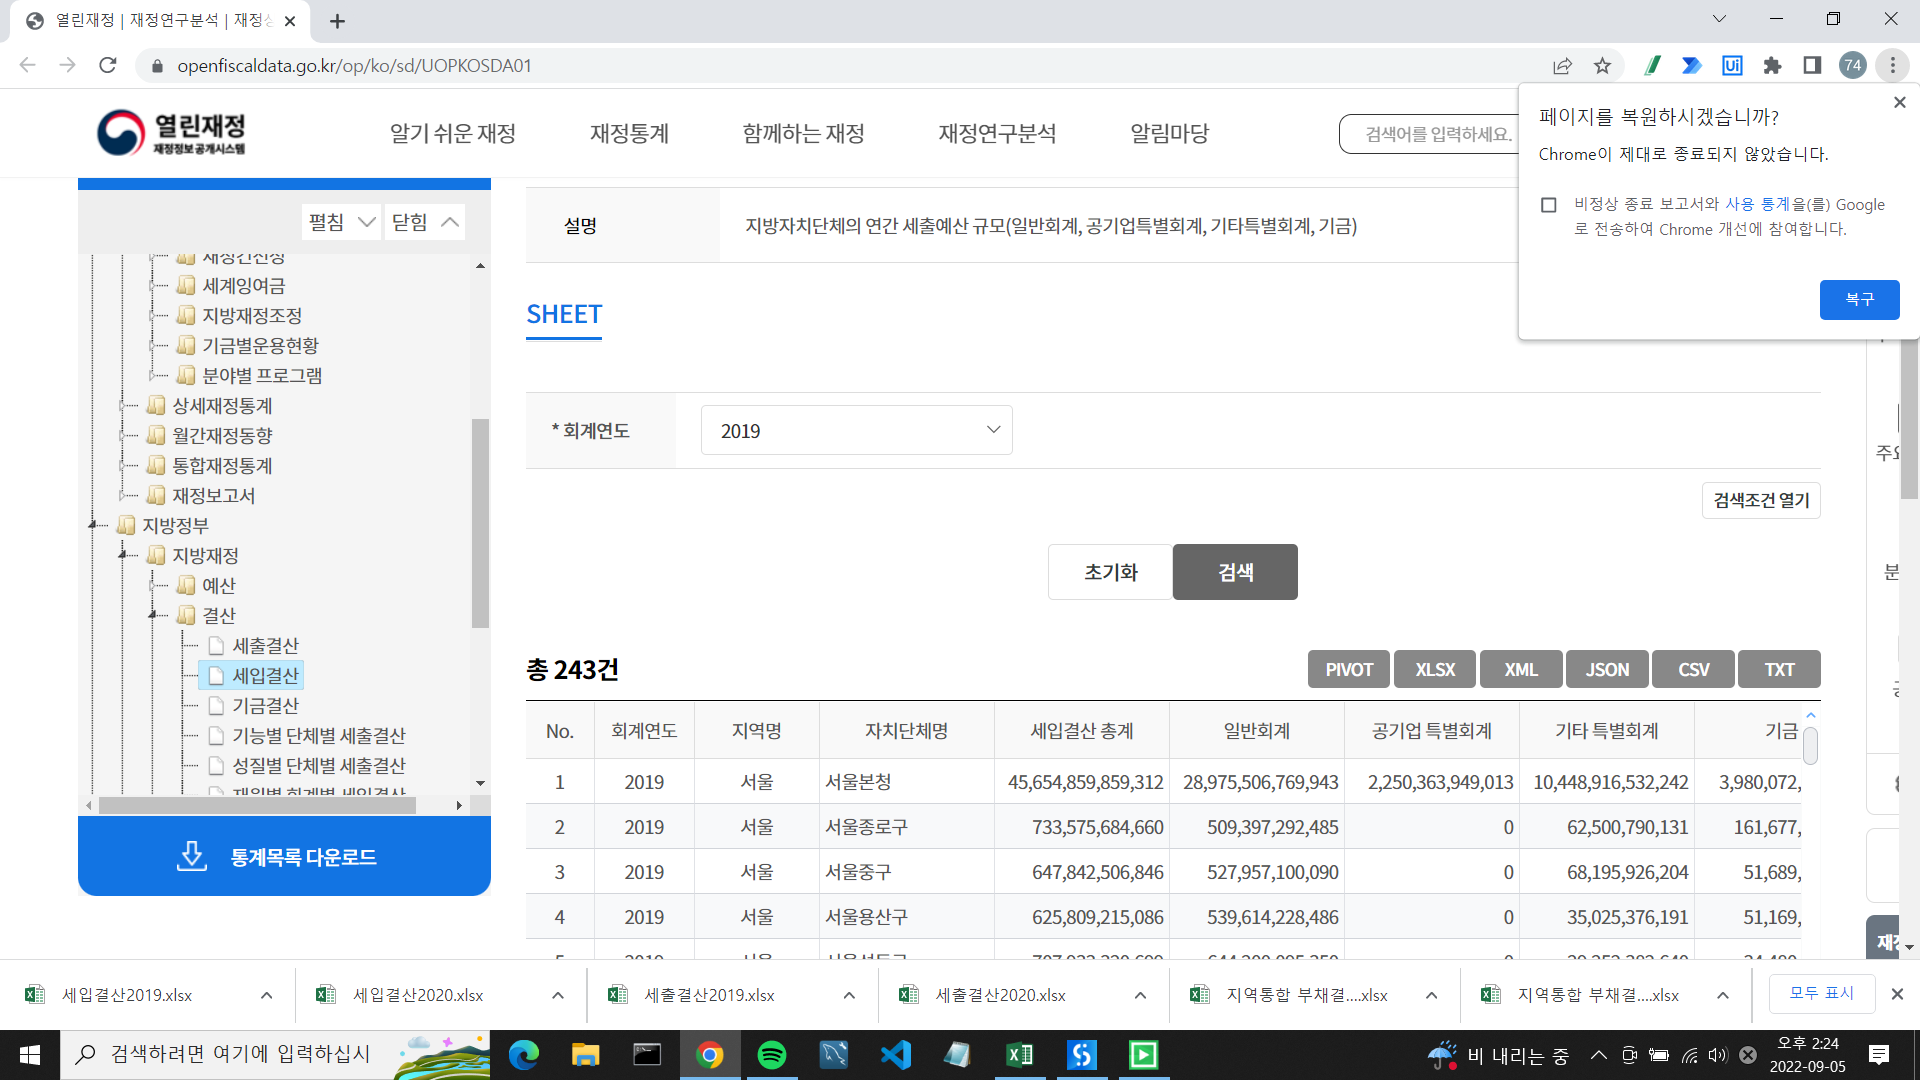 열린재정 | 재정연구분석 | 재정상
openfiscaldata.go.kr/op/ko/sd/UOPKOSDA01
74
열린재정
재정정보공개시스템
알기 쉬운 재정
재정통계
함께하는 재정
재정연구분석
알림마당
검색어를 입력하세요.
페이지를 복원하시겠습니까?
Chrome이 제대로 종료되지 않았습니다.
비정상 종료 보고서와 사용 통계을(를) Google
로 전송하여 Chrome 개선에 참여합니다.
복구
펼침
닫힘
재정건전성
세계잉여금
지방재정조정
기금별운용현황
분야별 프로그램
상세재정통계
월간재정동향
통합재정통계
재정보고서
지방정부
지방재정
예산
결산
세출결산
세입결산
기금결산
기능별 단체별 세출결산
성질별 단체별 세출결산
재원별 회계별 세입결산
통계목록 다운로드
설명
지방자치단체의 연간 세출예산 규모(일반회계, 공기업특별회계, 기타특별회계, 기금)
SHEET
* 회계연도
2019
검색조건 열기
초기화
검색
총 243건
PIVOT
XLSX
XML
JSON
CSV
TXT
No. 회계연도 지역명 자치단체명 세입결산 총계 일반회계 공기업 특별회계 기타 특별회계 기금
1 2019 서울 서울본청 45,654,859,859,312 28,975,506,769,943 2,250,363,949,013 10,448,916,532,242 3,980,072,
2 2019 서울 서울종로구 733,575,684,660 509,397,292,485 0 62,500,790,131 161,677,
3 2019 서울 서울중구 647,842,506,846 527,957,100,090 0 68,195,926,204 51,689,
4 2019 서울 서울용산구 625,809,215,086 539,614,228,486 0 35,025,376,191 51,169,
주요
분
재정
세입결산2019.xlsx
세입결산2020.xlsx
세출결산2019.xlsx
세출결산2020.xlsx
지역통합 부채결....xlsx
지역통합 부채결....xlsx
모두 표시
검색하려면 여기에 입력하십시
비 내리는 중
오후 2:24
2022-09-05